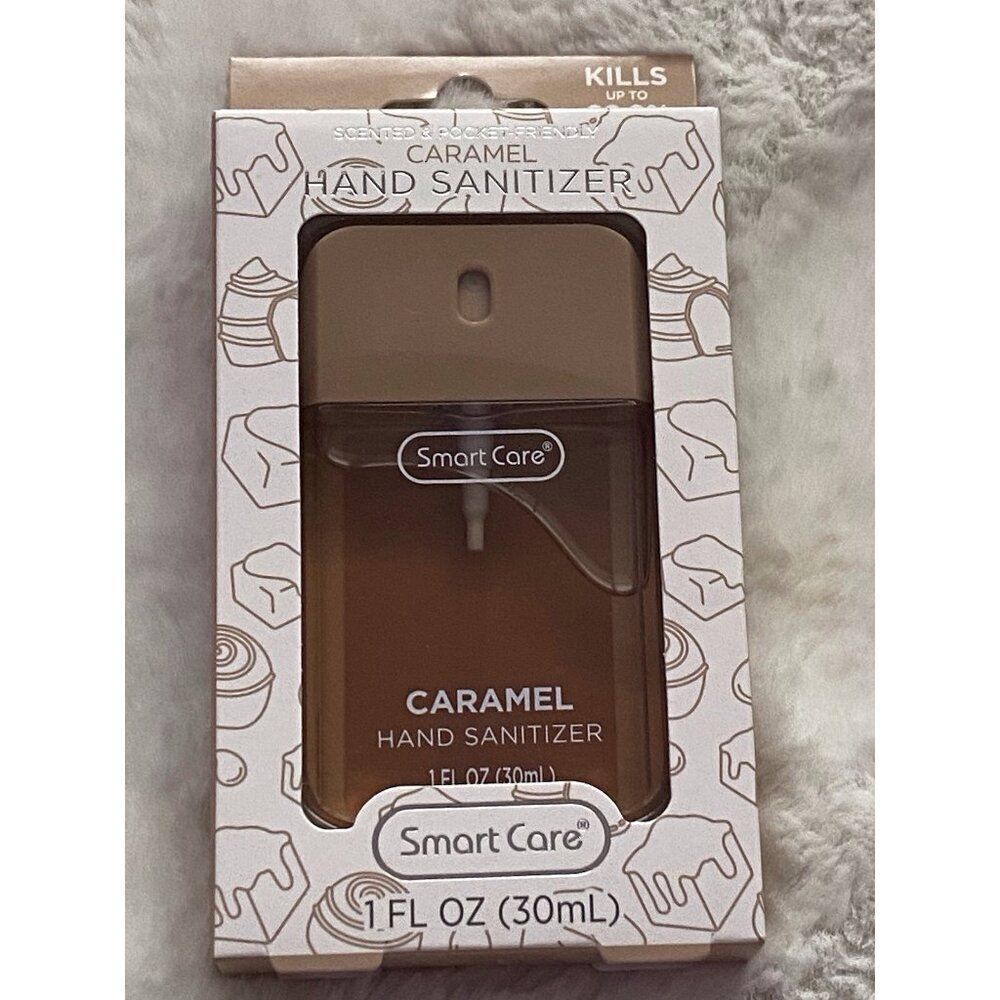 KILLS
UP TO
SCENTED & POCKET-FRIENDLY
CARAMEL
HAND SANITIZER
Smart Care®
CARAMEL
HAND SANITIZER
1 FL OZ (30mL)
Smart Care®
1 FL OZ (30mL)